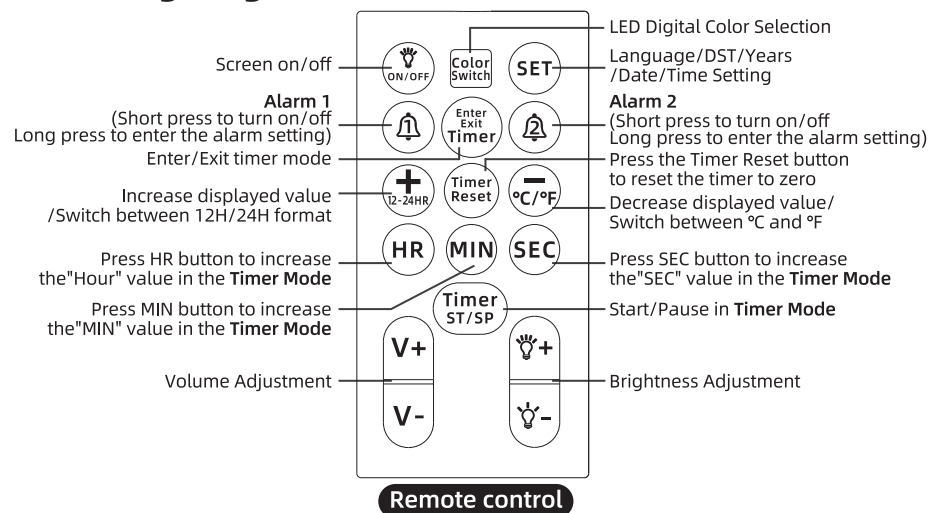 LED Digital Color Selection
Screen on/off
ON/OFF
Color
Switch
SET
Language/DST/Years
/Date/Time Setting
Alarm 1
(Short press to turn on/off
Long press to enter the alarm setting)
1
Enter
Exit
Timer
2
Alarm 2
(Short press to turn on/off
Long press to enter the alarm setting)
Enter/Exit timer mode
Press the Timer Reset button
to reset the timer to zero
Increase displayed value
/Switch between 12H/24H format
+
12-24HR
Timer
Reset
−
°C/°F
Decrease displayed value/
Switch between °C and °F
HR
MIN
SEC
Press HR button to increase
the"Hour" value in the Timer Mode
Press SEC button to increase
the"SEC" value in the Timer Mode
Press MIN button to increase
the"MIN" value in the Timer Mode
Timer
ST/SP
Start/Pause in Timer Mode
V+
+
Volume Adjustment
Brightness Adjustment
V-
-
Remote control